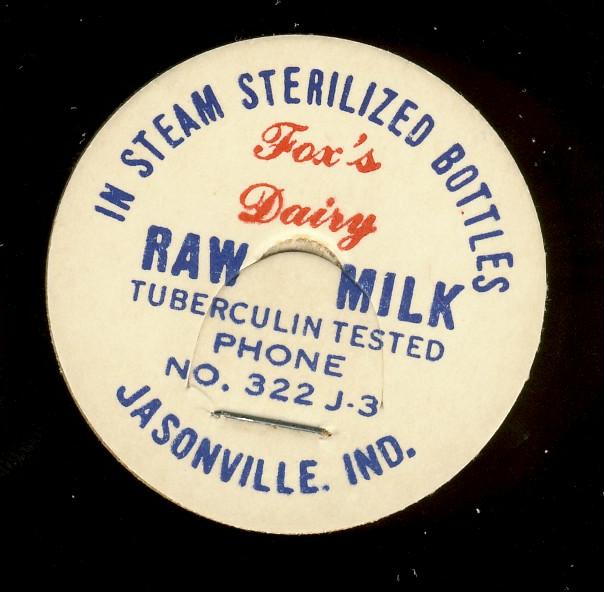 IN STEAM STERILIZED BOTTLES
Fox's
Dairy
RAW MILK
TUBERCULIN TESTED
PHONE
NO. 322 J-3
JASONVILLE. IND.